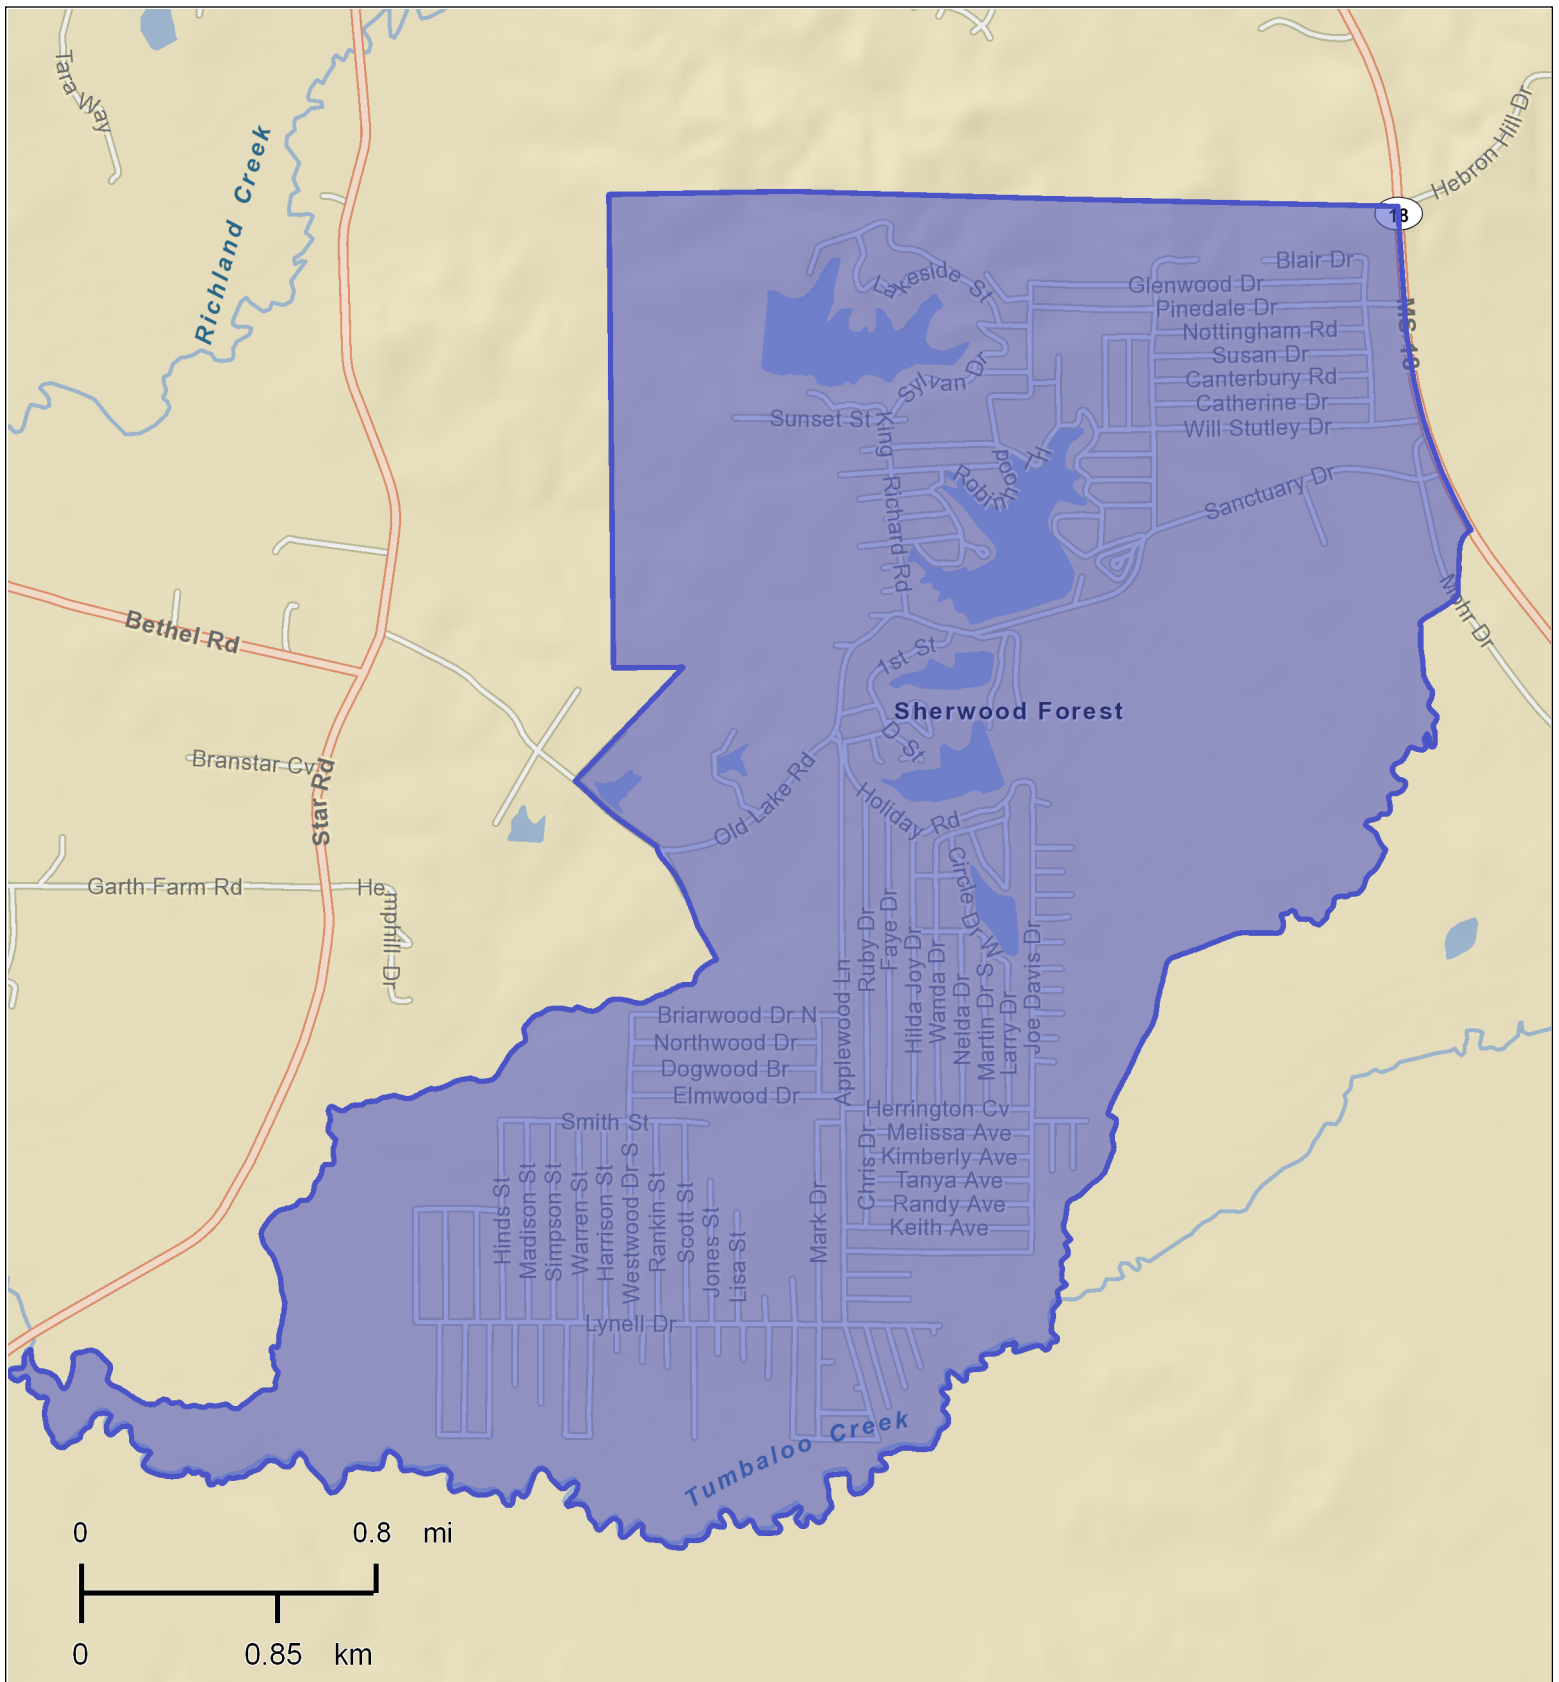 Tara Way
Richland Creek
Hebron Hill Dr
18
MS 18
Blair Dr
Lakeside St
Glenwood Dr
Pinedale Dr
Nottingham Rd
Susan Dr
Sylvan Dr
Canterbury Rd
Catherine Dr
Sunset St
Will Stutley Dr
King Richard Rd
Robin Hood Trl
Sanctuary Dr
Bethel Rd
Mohr Dr
1st St
Sherwood Forest
D St
Branstar Cv
Star Rd
Old Lake Rd
Holiday Rd
Circle Dr W
Garth Farm Rd
Hemphill Dr
Applewood Ln
Ruby Dr
Faye Dr
Hilda Joy Dr
Wanda Dr
Nelda Dr
Martin Dr S
Larry Dr
Joe Davis Dr
Briarwood Dr N
Northwood Dr
Dogwood Br
Elmwood Dr
Herrington Cv
Smith St
Melissa Ave
Kimberly Ave
Tanya Ave
Randy Ave
Keith Ave
Chris Dr
Mark Dr
Hinds St
Madison St
Simpson St
Warren St
Harrison St
Westwood Dr S
Rankin St
Scott St
Jones St
Lisa St
Lynell Dr
Tumbaloo Creek
0 0.8 mi
0 0.85 km